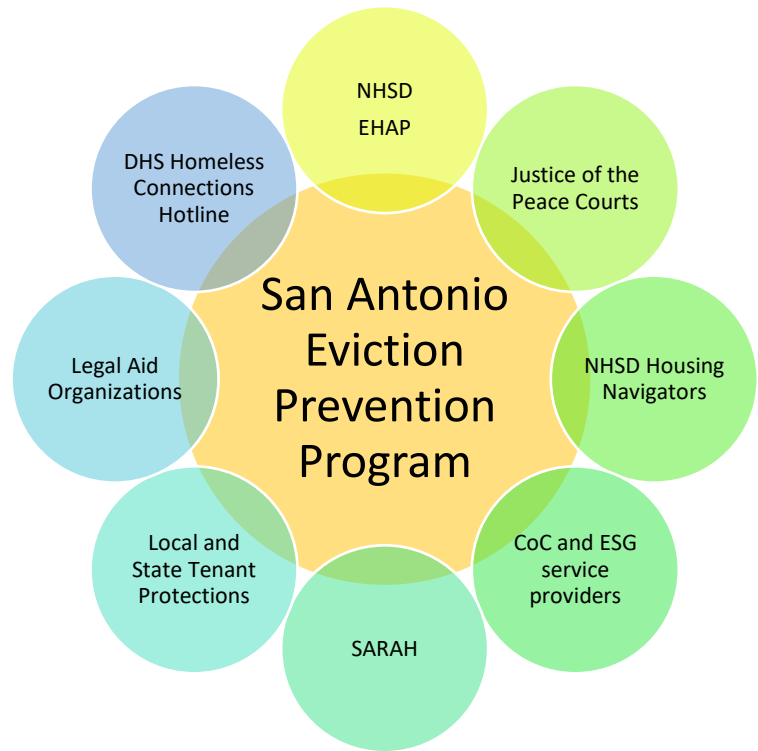 NHSD
EHAP
Justice of the
Peace Courts
NHSD Housing
Navigators
CoC and ESG
service
providers
SARAH
Local and
State Tenant
Protections
Legal Aid
Organizations
DHS Homeless
Connections
Hotline
San Antonio
Eviction
Prevention
Program